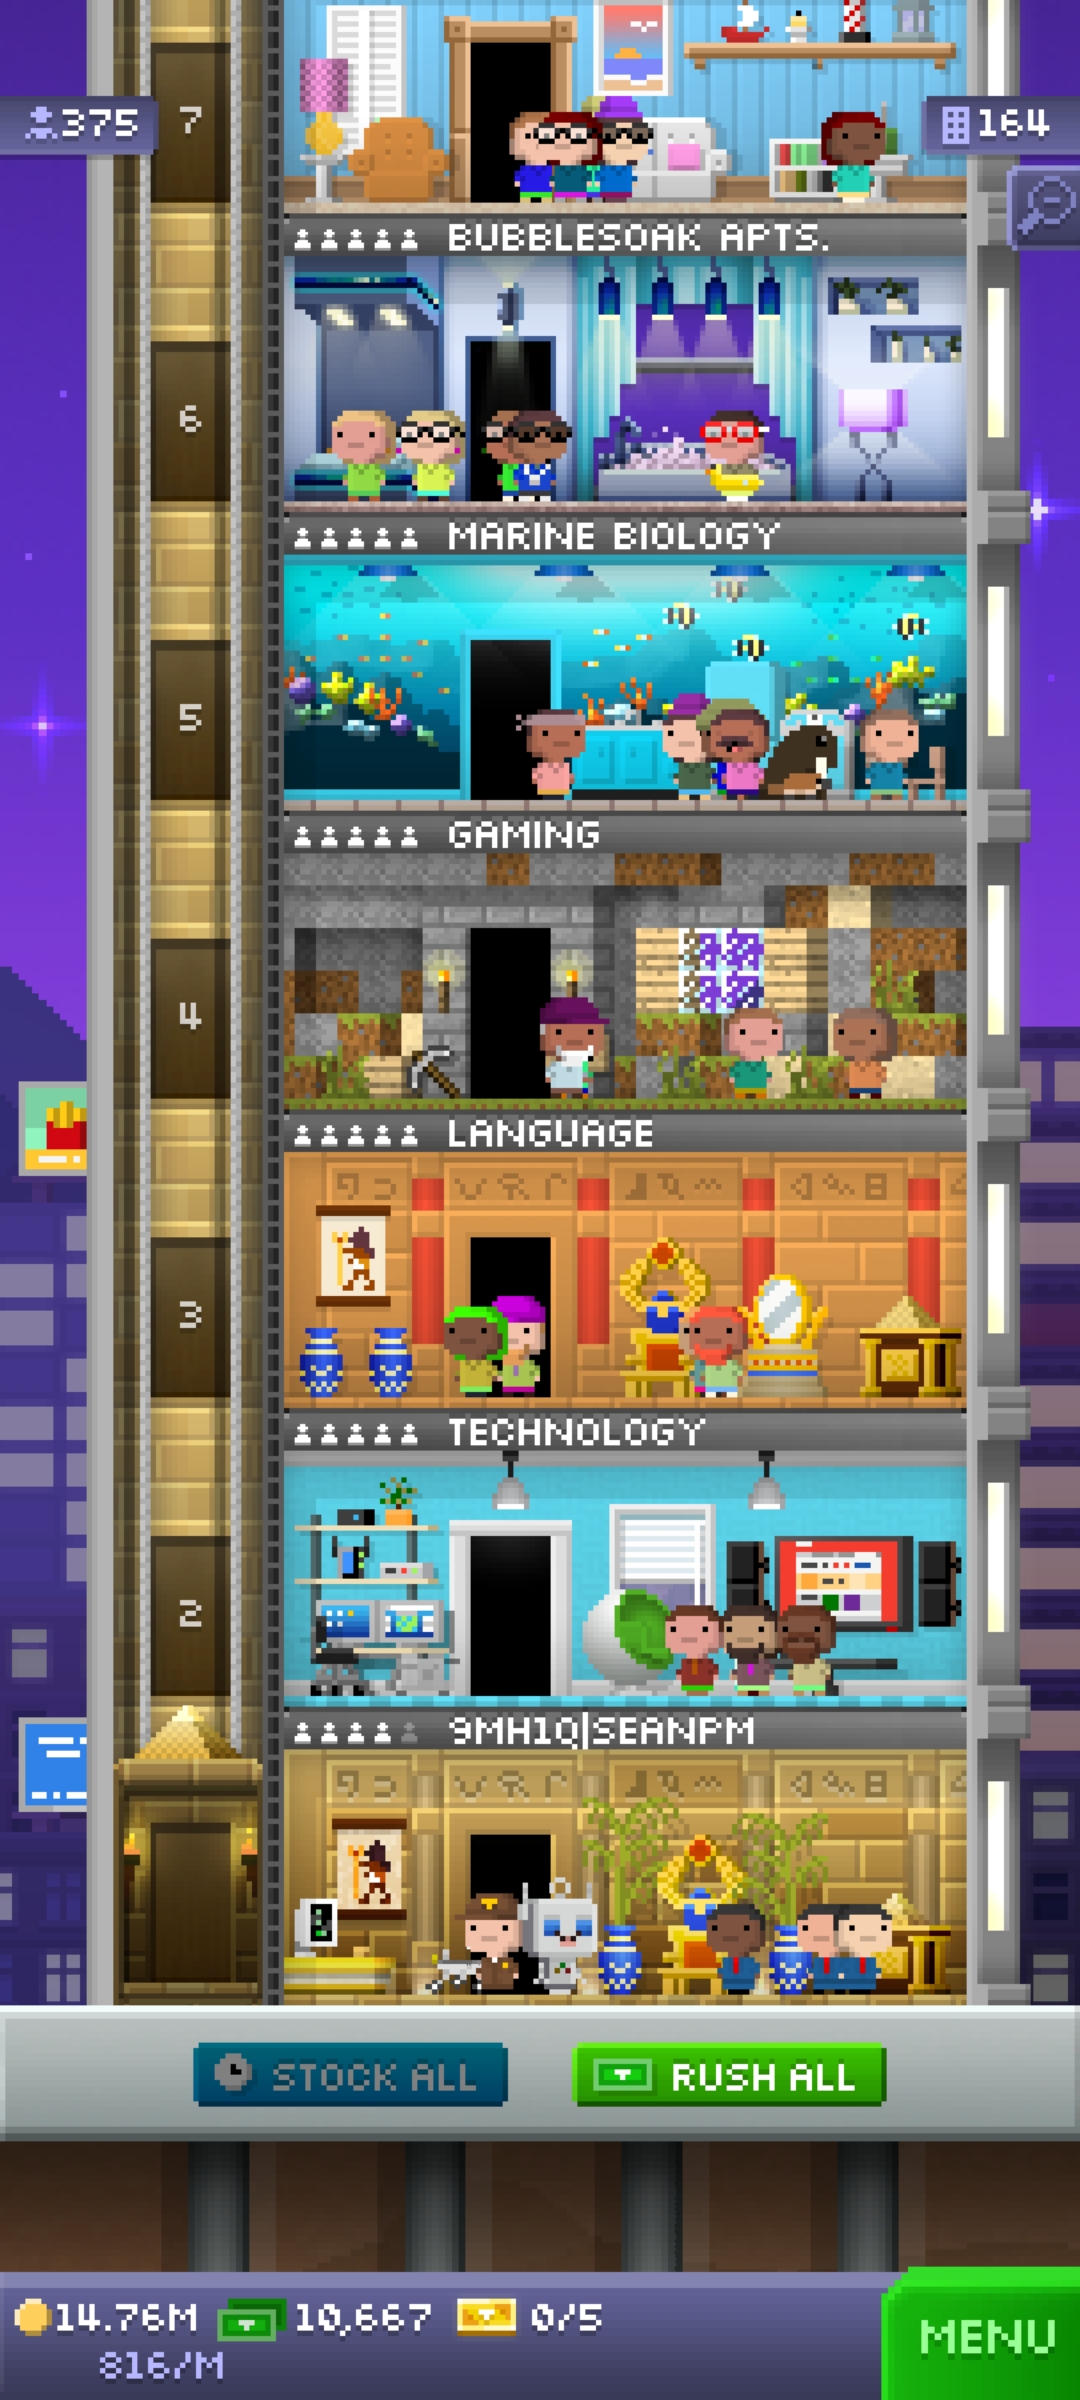 375
7
164
BUBBLESOAK APTS.
6
MARINE BIOLOGY
5
GAMING
4
LANGUAGE
3
TECHNOLOGY
2
9MH1Q|SEANPM
STOCK ALL
RUSH ALL
14.76M
10,667
0/5
816/M
MENU